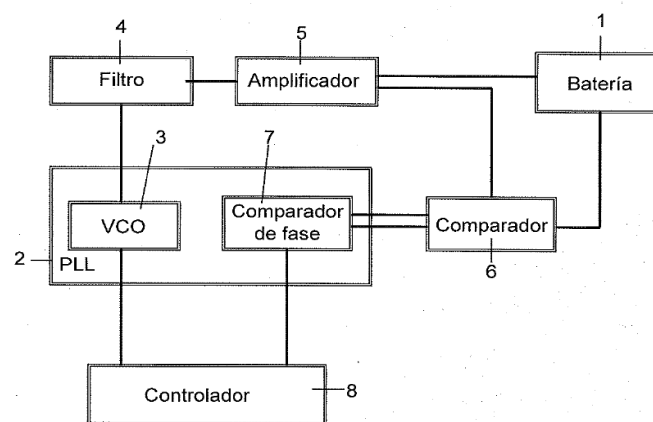 4
5
1
Filtro
Amplificador
Batería
3
7
VCO
Comparador
de fase
Comparador
2
PLL
6
Controlador
8